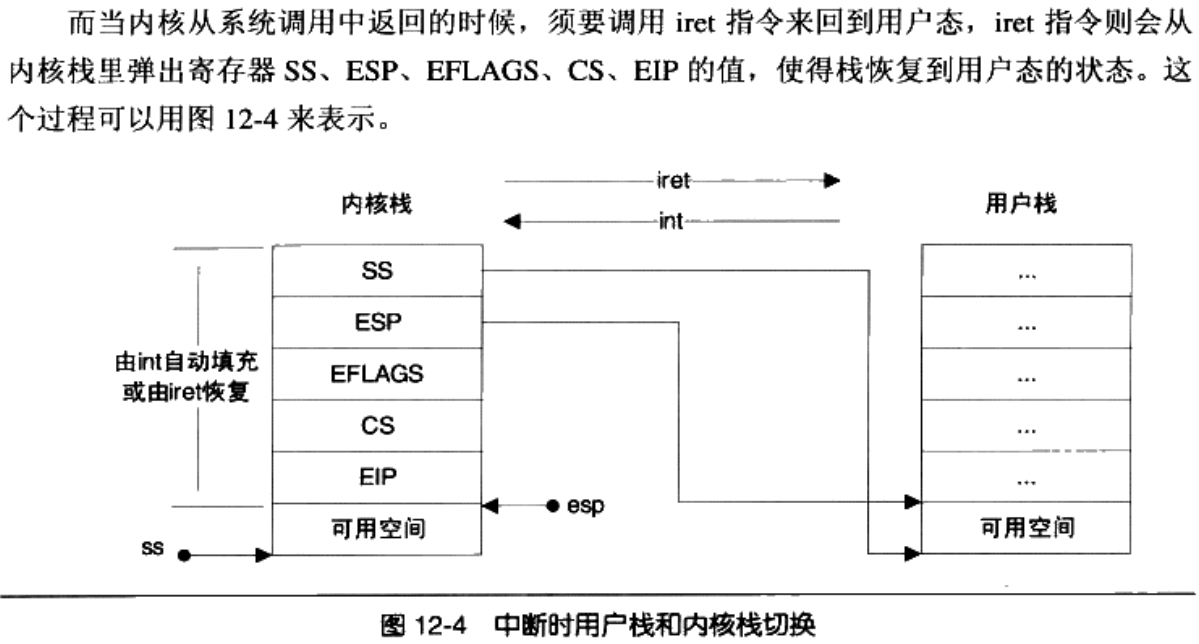 而当内核从系统调用中返回的时候，须要调用 iret 指令来回到用户态，iret 指令则会从
内核栈里弹出寄存器 SS、ESP、EFLAGS、CS、EIP 的值，使得栈恢复到用户态的状态。这
个过程可以用图 12-4 来表示。
iret
内核栈
用户栈
int
SS
...
ESP
...
由int自动填充
或由iret恢复
EFLAGS
...
CS
...
EIP
...
esp
可用空间
可用空间
ss
图 12-4 中断时用户栈和内核栈切换